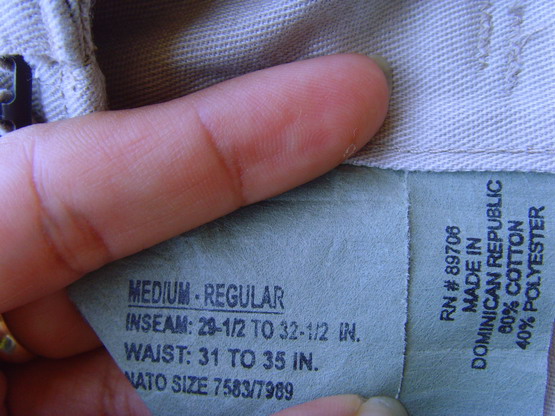 MEDIUM - REGULAR
INSEAM: 29-1/2 TO 32-1/2 IN.
WAIST: 31 TO 35 IN.
NATO SIZE 7583/7989
RN # 89706
MADE IN
DOMINICAN REPUBLIC
60% COTTON
40% POLYESTER